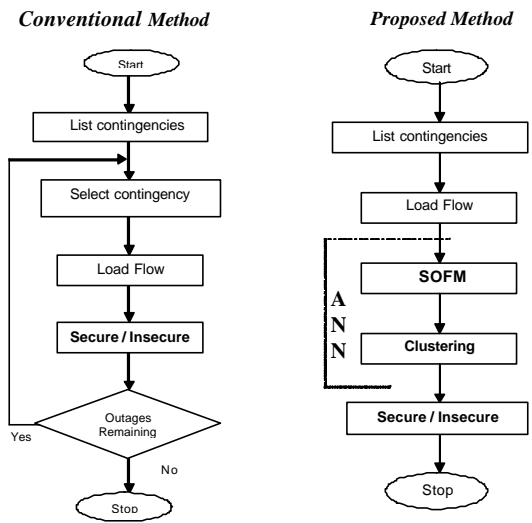 Conventional Method
Start
List contingencies
Select contingency
Load Flow
Secure / Insecure
Outages
Remaining
Yes
No
Stop
Proposed Method
Start
List contingencies
Load Flow
A
N
N
SOFM
Clustering
Secure / Insecure
Stop